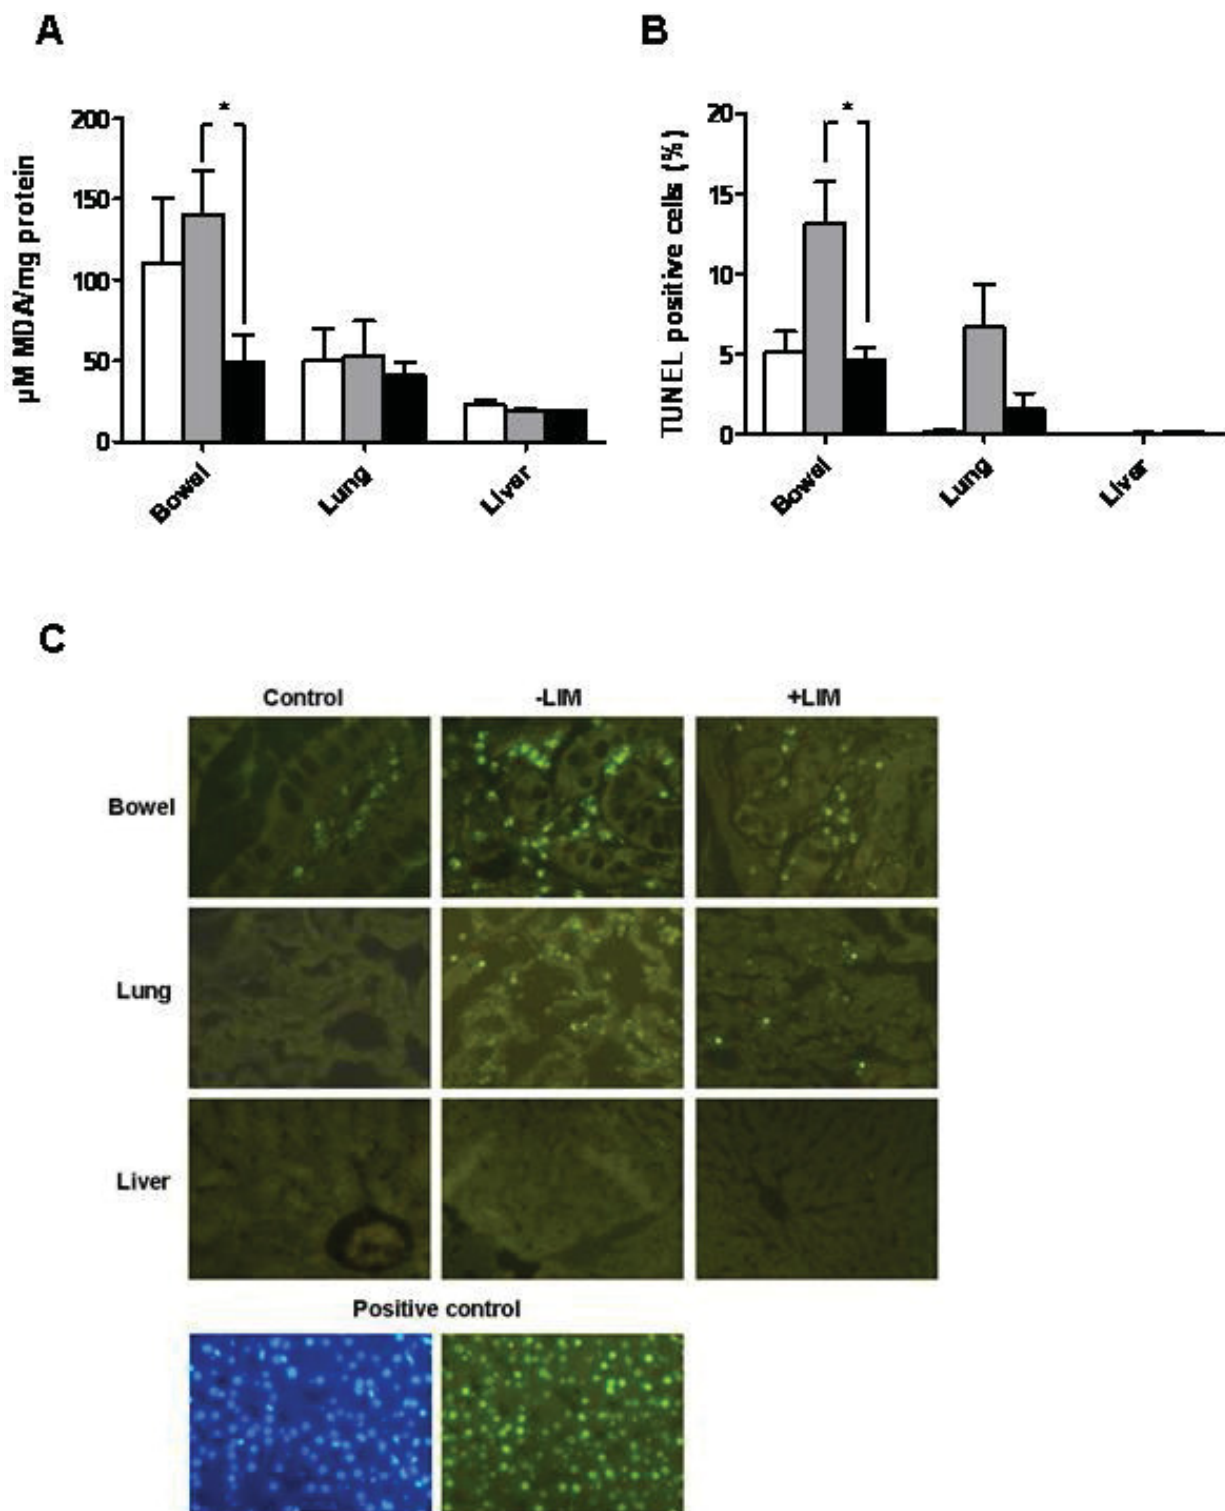 A
*
200
150
100
50
0
µM MDA/mg protein
Bowel
Lung
Liver
B
*
20
15
10
5
0
TUNEL positive cells (%)
Bowel
Lung
Liver
C
Control
-LIM
+LIM
Bowel
Lung
Liver
Positive control